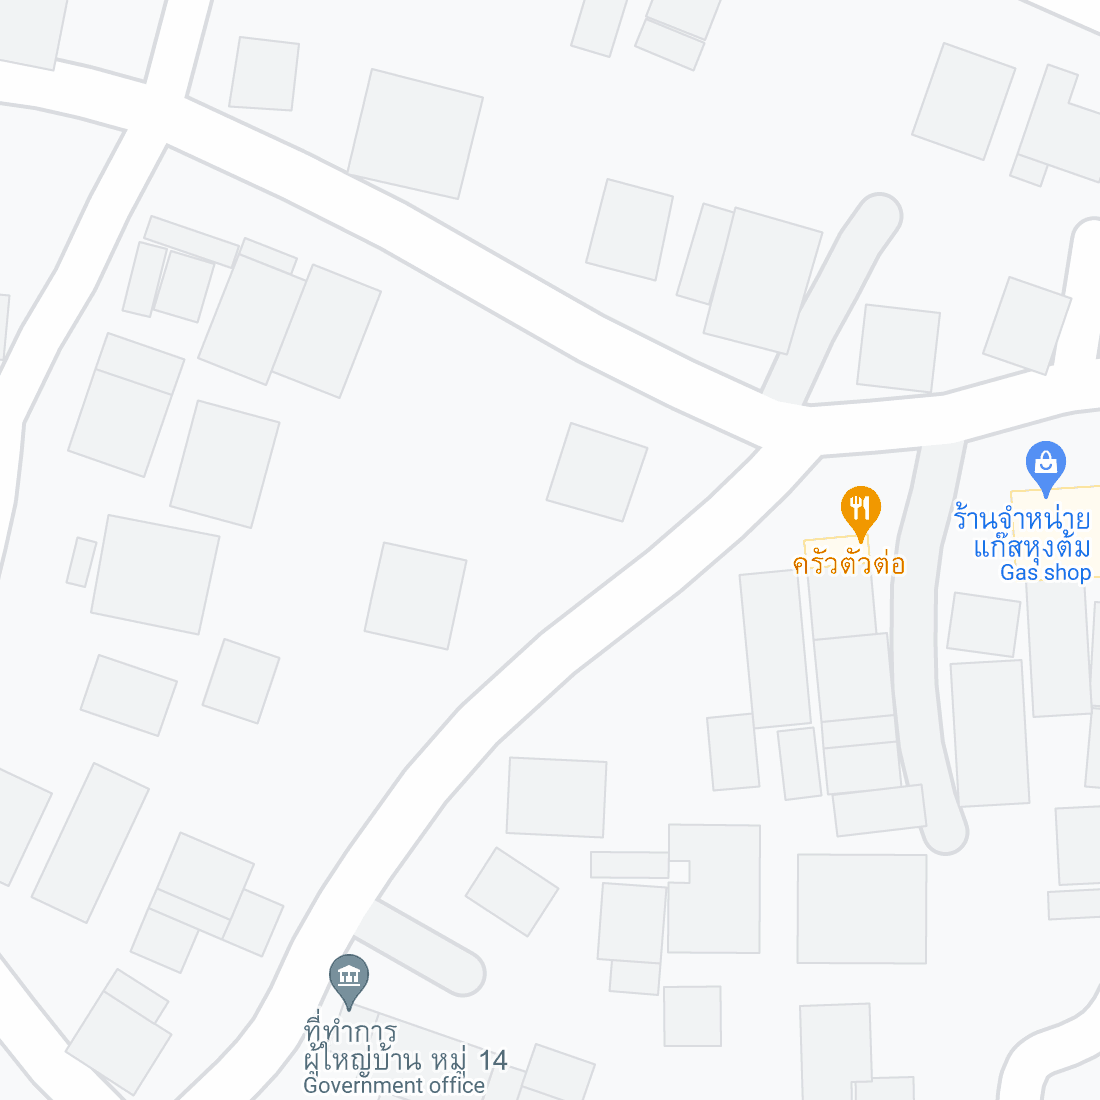 ร้านจำหน่าย
แก๊สหุงต้ม
Gas shop
ครัวตัวต่อ
ที่ทำการ
ผู้ใหญ่บ้าน หมู่ 14
Government office